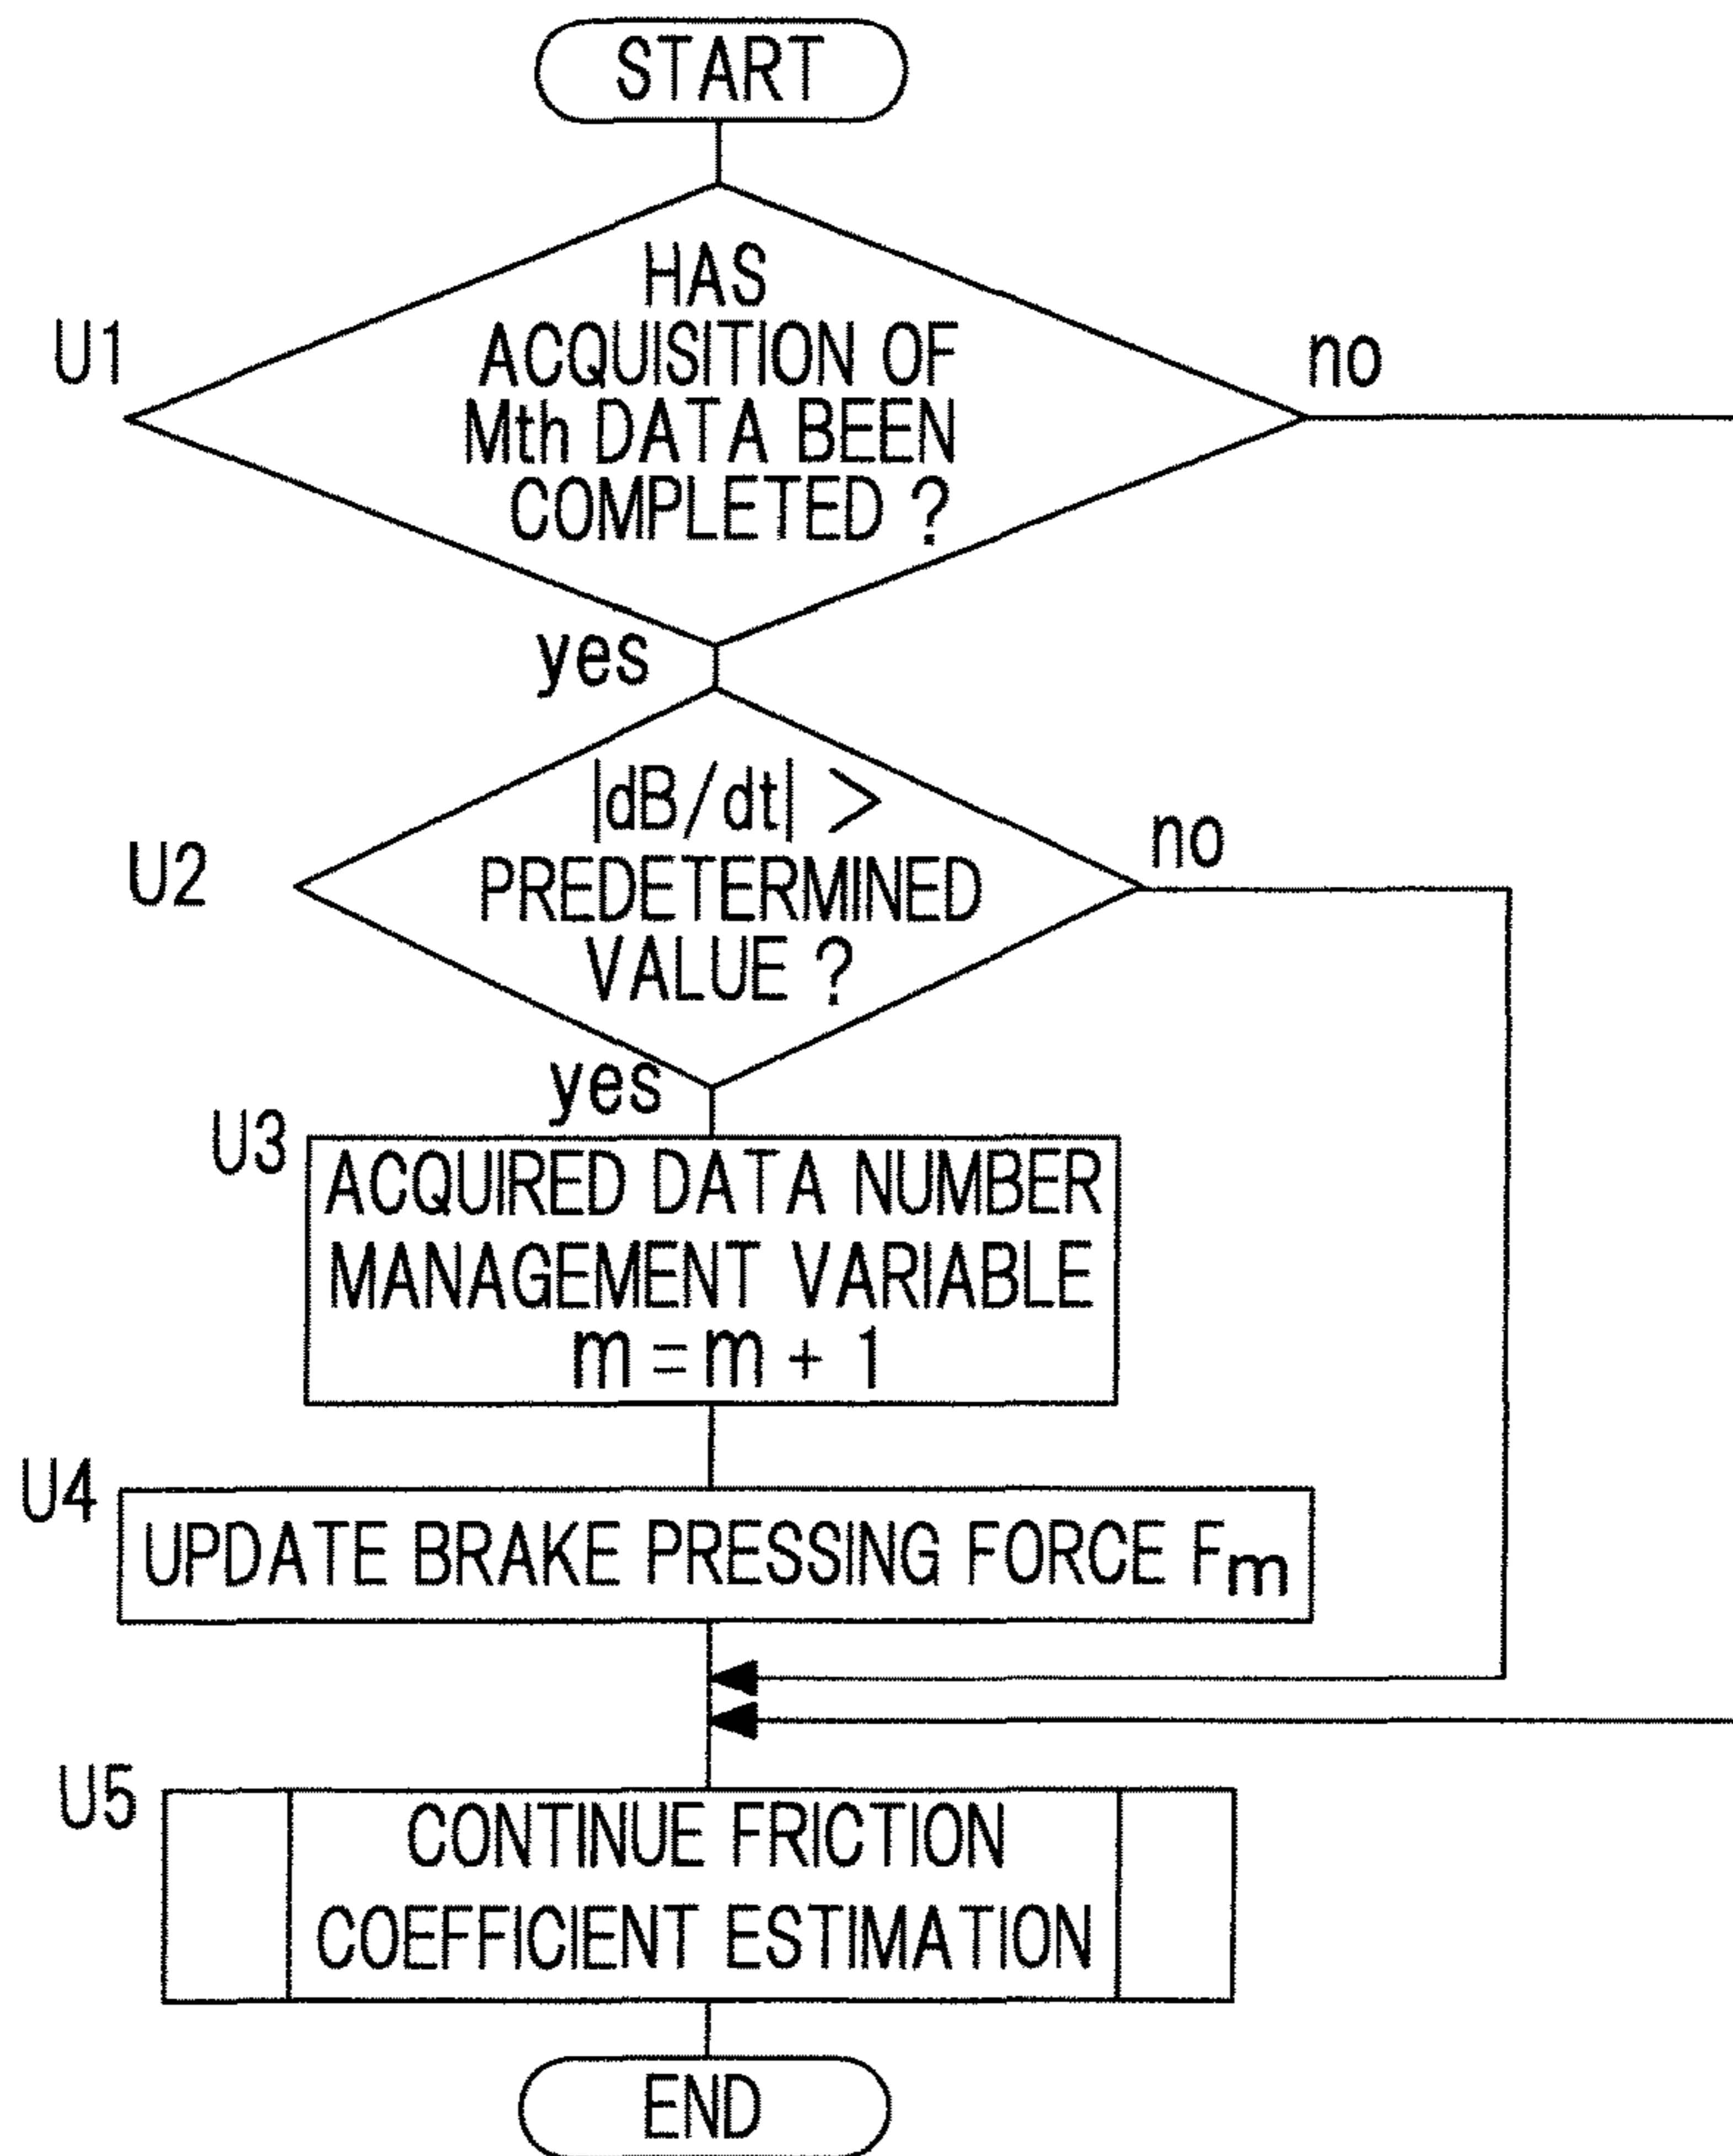 START
U1
HAS
ACQUISITION OF
Mth DATA BEEN
COMPLETED ?
no
yes
U2
|dB/dt| >
PREDETERMINED
VALUE ?
no
yes
U3
ACQUIRED DATA NUMBER
MANAGEMENT VARIABLE
m = m + 1
U4
UPDATE BRAKE PRESSING FORCE Fm
U5
CONTINUE FRICTION
COEFFICIENT ESTIMATION
END